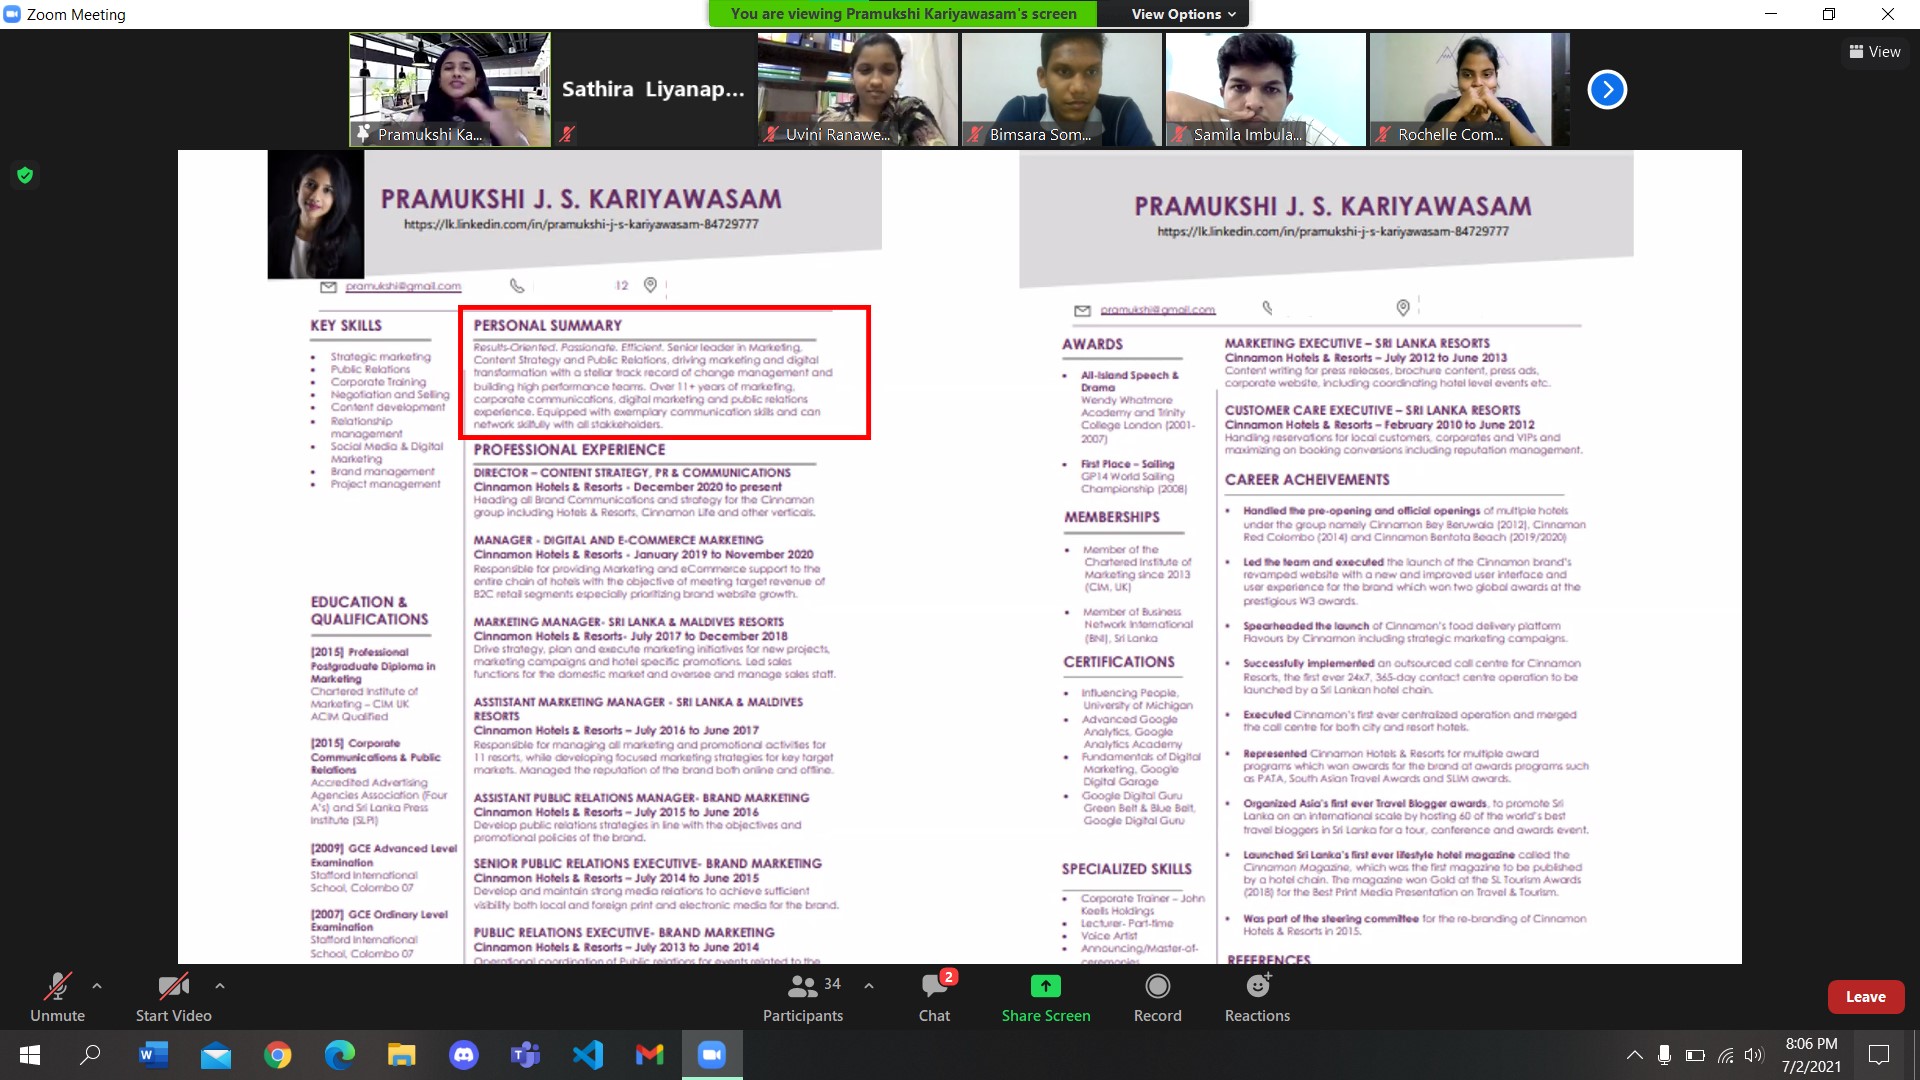 Zoom Meeting
You are viewing Pramukshi Kariyawasam's screen
View Options
View
Pramukshi Ka...
Sathira Liyanap...
Uvini Ranawe...
Bimsara Som...
Samila Imbula...
Rochelle Com...
PRAMUKSHI J. S. KARIYAWASAM
https://lk.linkedin.com/in/pramukshi-j-s-kariyawasam-84729777
pramukshi@gmail.com
12
KEY SKILLS
Strategic marketing
Public Relations
Corporate Training
Negotiation and Selling
Content development
Relationship
management
Social Media & Digital
Marketing
Brand management
Project management
EDUCATION &
QUALIFICATIONS
[2015] Professional
Postgraduate Diploma in
Marketing
Chartered Institute of
Marketing – CIM UK
ACIM Qualified
[2015] Corporate
Communications & Public
Relations
Accredited Advertising
Agencies Association (Four
A's) and Sri Lanka Press
Institute (SLPI)
[2009] GCE Advanced Level
Examination
Stafford International
School, Colombo 07
[2007] GCE Ordinary Level
Examination
Stafford International
School, Colombo 07
PERSONAL SUMMARY
Results-Oriented. Passionate. Efficient. Senior leader in Marketing,
Content Strategy and Public Relations, driving marketing and digital
transformation with a stellar track record of change management and
building high performance teams. Over 11+ years of marketing,
corporate communications, digital marketing and public relations
experience. Equipped with exemplary communication skills and can
network skilfully with all stakkeholders.
PROFESSIONAL EXPERIENCE
DIRECTOR – CONTENT STRATEGY, PR & COMMUNICATIONS
Cinnamon Hotels & Resorts - December 2020 to present
Heading all Brand Communications and strategy for the Cinnamon
group including Hotels & Resorts, Cinnamon Life and other verticals.
MANAGER - DIGITAL AND E-COMMERCE MARKETING
Cinnamon Hotels & Resorts - January 2019 to November 2020
Responsible for providing Marketing and eCommerce support to the
entire chain of hotels with the objective of meeting target revenue of
B2C retail segments especially prioritizing brand website growth.
MARKETING MANAGER- SRI LANKA & MALDIVES RESORTS
Cinnamon Hotels & Resorts- July 2017 to December 2018
Drive strategy, plan and execute marketing initiatives for new projects,
marketing campaigns and hotel specific promotions. Led sales
functions for the domestic market and oversee and manage sales staff.
ASSTISTANT MARKETING MANAGER - SRI LANKA & MALDIVES
RESORTS
Cinnamon Hotels & Resorts – July 2016 to June 2017
Responsible for managing all marketing and promotional activities for
11 resorts, while developing focused marketing strategies for key target
markets. Managed the reputation of the brand both online and offline.
ASSISTANT PUBLIC RELATIONS MANAGER- BRAND MARKETING
Cinnamon Hotels & Resorts – July 2015 to June 2016
Develop public relations strategies in line with the objectives and
promotional policies of the brand.
SENIOR PUBLIC RELATIONS EXECUTIVE- BRAND MARKETING
Cinnamon Hotels & Resorts – July 2014 to June 2015
Develop and maintain strong media relations to achieve sufficient
visibility both local and foreign print and electronic media for the brand.
PUBLIC RELATIONS EXECUTIVE- BRAND MARKETING
Cinnamon Hotels & Resorts – July 2013 to June 2014
Operational coordination of Public relations for events related to the
PRAMUKSHI J. S. KARIYAWASAM
https://lk.linkedin.com/in/pramukshi-j-s-kariyawasam-84729777
pramukshi@gmail.com
AWARDS
All-Island Speech &
Drama
Wendy Whatmore
Academy and Trinity
College London (2001-
2007)
First Place – Sailing
GP14 World Sailing
Championship (2008)
MEMBERSHIPS
Member of the
Chartered Institute of
Marketing since 2013
(CIM, UK)
Member of Business
Network International
(BNI), Sri Lanka
CERTIFICATIONS
Influencing People,
University of Michigan
Advanced Google
Analytics, Google
Analytics Academy
Fundamentals of Digital
Marketing, Google
Digital Garage
Google Digital Guru
Green Belt & Blue Belt,
Google Digital Guru
SPECIALIZED SKILLS
Corporate Trainer – John
Keells Holdings
Lecturer- Part-time
Voice Artist
Announcing/Master-of-
ceremonies
MARKETING EXECUTIVE – SRI LANKA RESORTS
Cinnamon Hotels & Resorts – July 2012 to June 2013
Content writing for press releases, brochure content, press ads,
corporate website, including coordinating hotel level events etc.
CUSTOMER CARE EXECUTIVE – SRI LANKA RESORTS
Cinnamon Hotels & Resorts – February 2010 to June 2012
Handling reservations for local customers, corporates and VIPs and
maximizing on booking conversions including reputation management.
CAREER ACHEIVEMENTS
Handled the pre-opening and official openings of multiple hotels
under the group namely Cinnamon Bey Beruwala (2012), Cinnamon
Red Colombo (2014) and Cinnamon Bentota Beach (2019/2020)
Led the team and executed the launch of the Cinnamon brand's
revamped website with a new and improved user interface and
user experience for the brand which won two global awards at the
prestigious W3 awards.
Spearheaded the launch of Cinnamon's food delivery platform
Flavours by Cinnamon including strategic marketing campaigns.
Successfully implemented an outsourced call centre for Cinnamon
Resorts, the first ever 24x7, 365-day contact centre operation to be
launched by a Sri Lankan hotel chain.
Executed Cinnamon's first ever centralized operation and merged
the call centre for both city and resort hotels.
Represented Cinnamon Hotels & Resorts for multiple award
programs which won awards for the brand at awards programs such
as PATA, South Asian Travel Awards and SLIM awards.
Organized Asia's first ever Travel Blogger awards, to promote Sri
Lanka on an international scale by hosting 60 of the world's best
travel bloggers in Sri Lanka for a tour, conference and awards event.
Launched Sri Lanka's first ever lifestyle hotel magazine called the
Cinnamon Magazine, which was the first magazine to be published
by a hotel chain. The magazine won Gold at the SL Tourism Awards
(2018) for the Best Print Media Presentation on Travel & Tourism.
Was part of the steering committee for the re-branding of Cinnamon
Hotels & Resorts in 2015.
REFERENCES
Unmute
Start Video
34
Participants
2
Chat
Share Screen
Record
Reactions
Leave
8:06 PM
7/2/2021